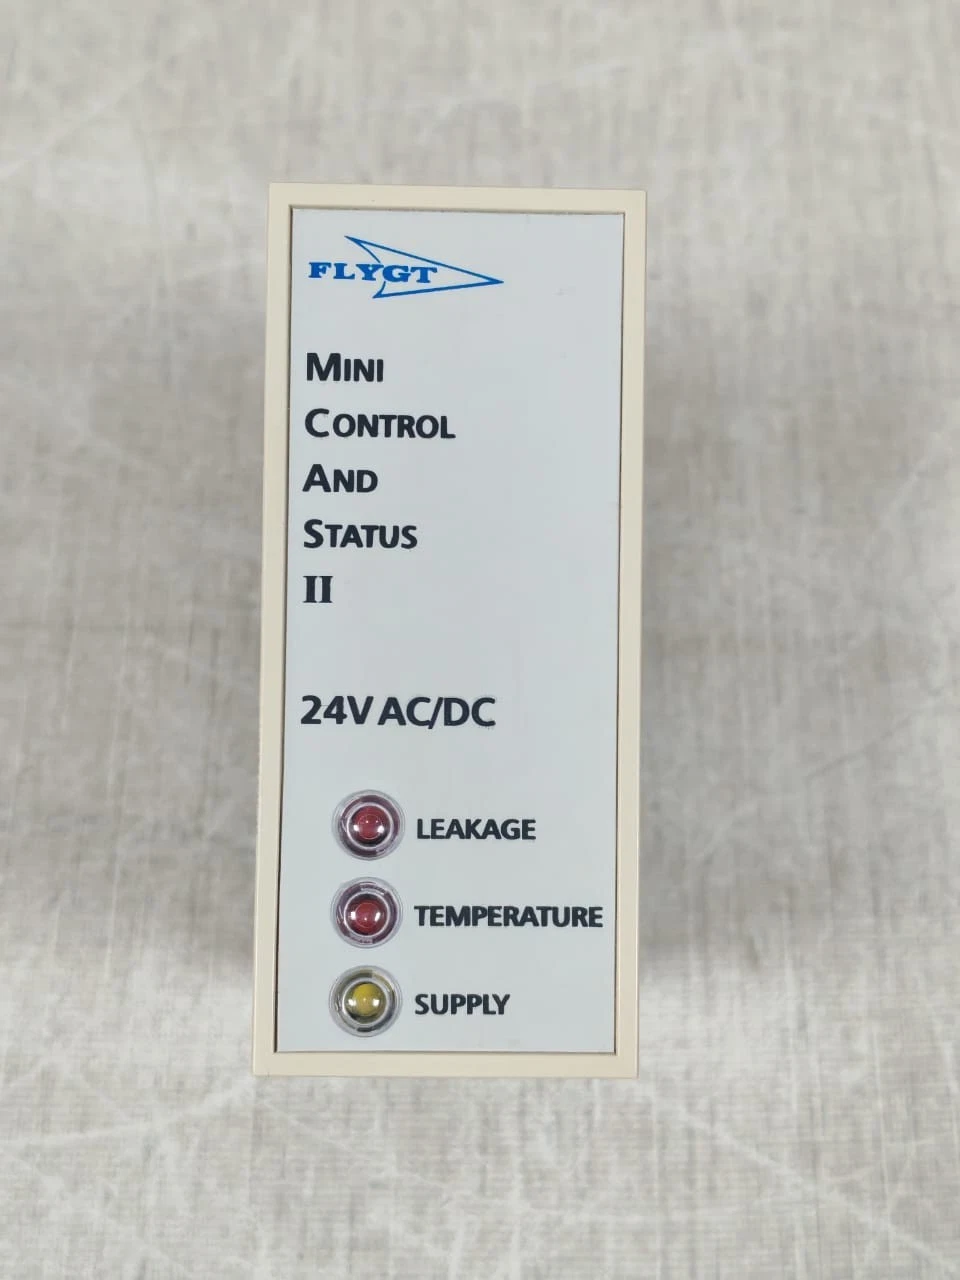 FLYGT
MINI
CONTROL
AND
STATUS
II
24V AC/DC
LEAKAGE
TEMPERATURE
SUPPLY